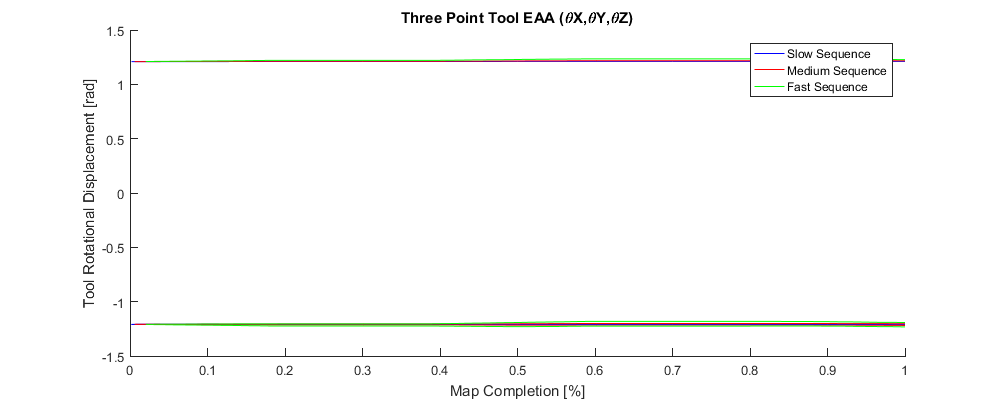 Three Point Tool EAA (θX,θY,θZ)
Slow Sequence
Medium Sequence
Fast Sequence
Tool Rotational Displacement [rad]
1.5
1
0.5
0
-0.5
-1
-1.5
0 0.1 0.2 0.3 0.4 0.5 0.6 0.7 0.8 0.9 1
Map Completion [%]